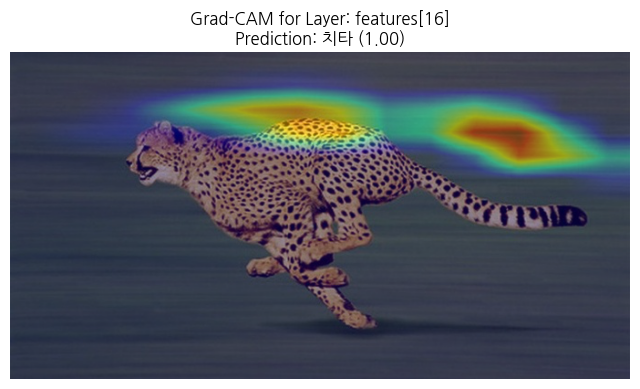 Grad-CAM for Layer: features[16]
Prediction: 치타 (1.00)